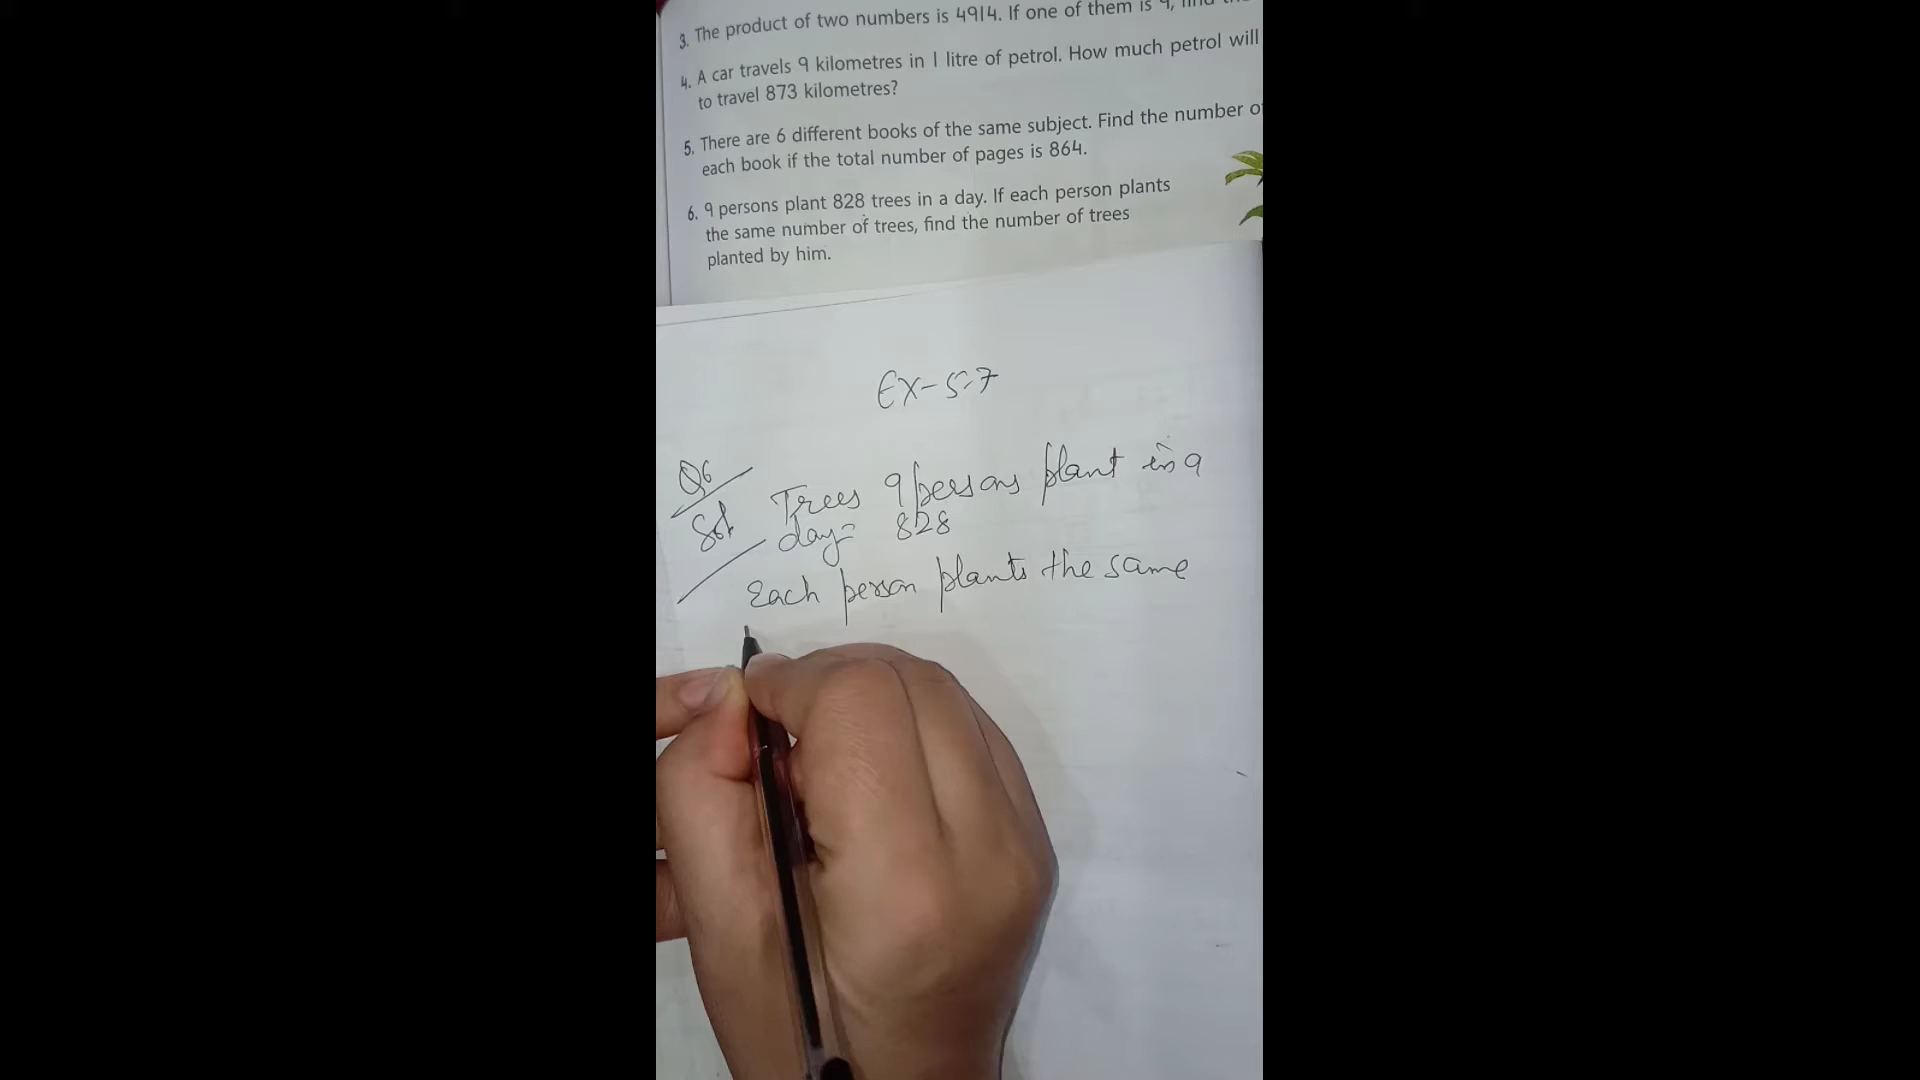 3. The product of two numbers is 4914. If one of them is 9,
4. A car travels 9 kilometres in 1 litre of petrol. How much petrol will
to travel 873 kilometres?
5. There are 6 different books of the same subject. Find the number o
each book if the total number of pages is 864.
6. 9 persons plant 828 trees in a day. If each person plants
the same number of trees, find the number of trees
planted by him.
EX-5.7
Q6
Sol Trees 9 persons plant in a
day= 828
Each person plants the same